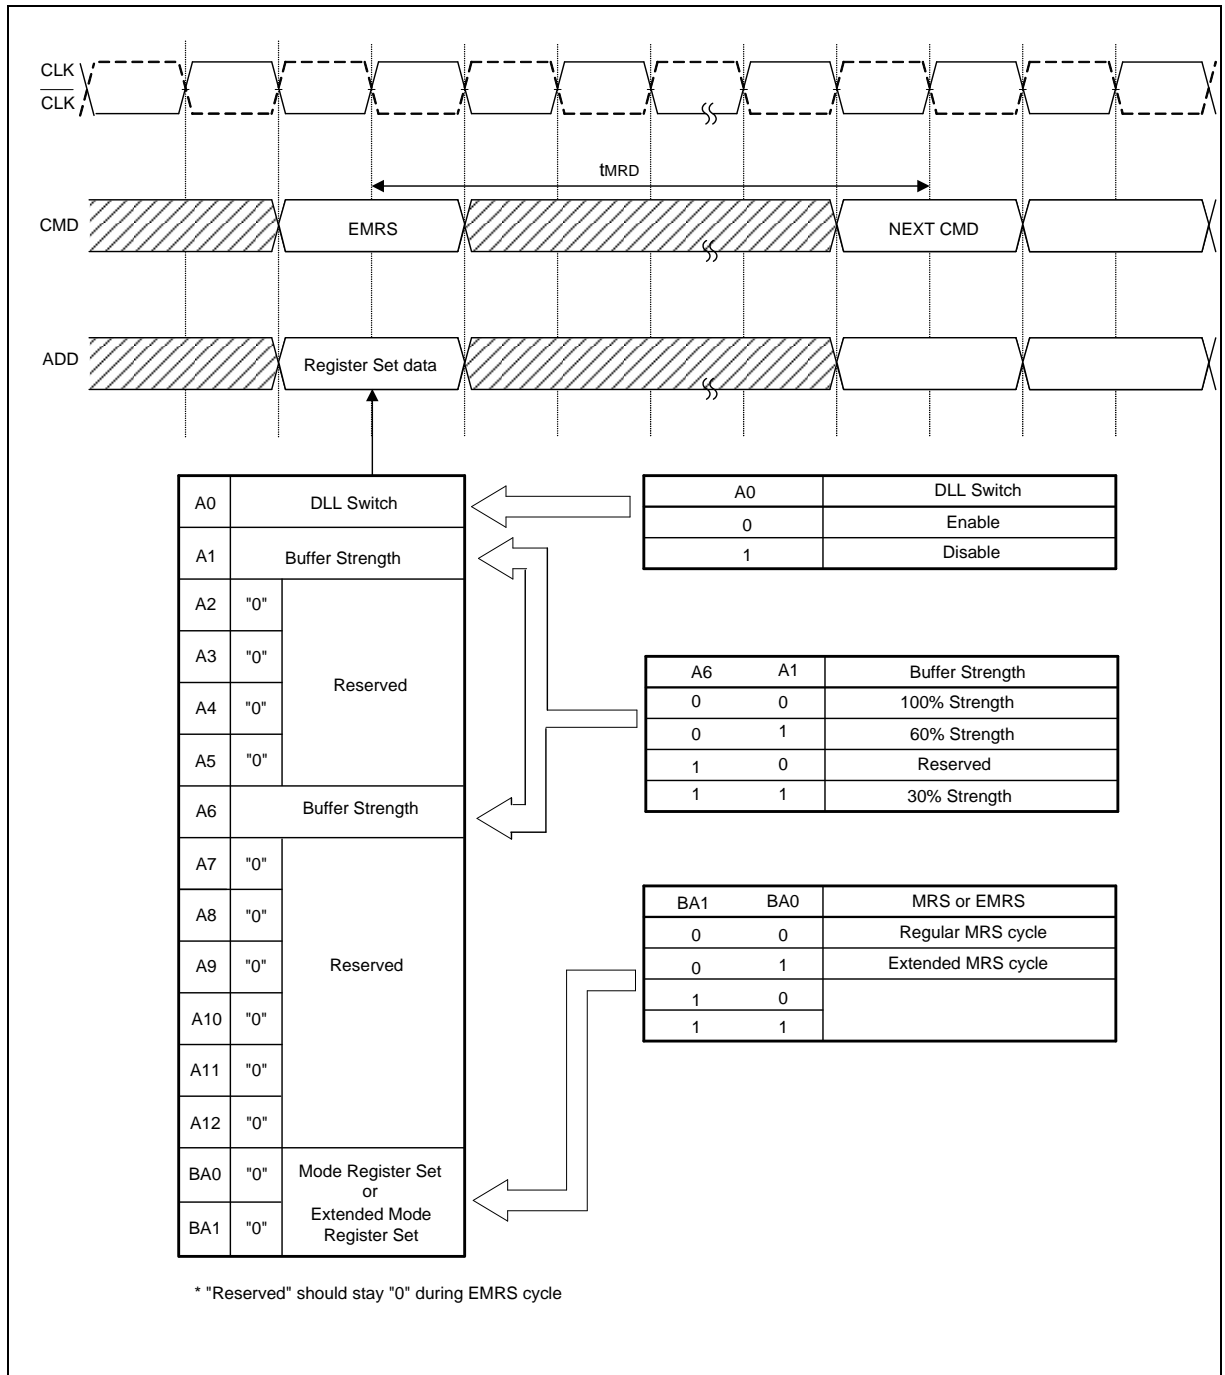 CLK
CLK
tMRD
CMD
EMRS
NEXT CMD
ADD
Register Set data
A0 DLL Switch
A1 Buffer Strength
A2 "0"
A3 "0"
Reserved
A4 "0"
A5 "0"
A6 Buffer Strength
A7 "0"
A8 "0"
A9 "0" Reserved
A10 "0"
A11 "0"
A12 "0"
BA0 "0" Mode Register Set
or
Extended Mode
BA1 "0" Register Set
A0 DLL Switch
0 Enable
1 Disable
A6 A1 Buffer Strength
0 0 100% Strength
0 1 60% Strength
1 0 Reserved
1 1 30% Strength
BA1 BA0 MRS or EMRS
0 0 Regular MRS cycle
0 1 Extended MRS cycle
1 0
1 1
* "Reserved" should stay "0" during EMRS cycle